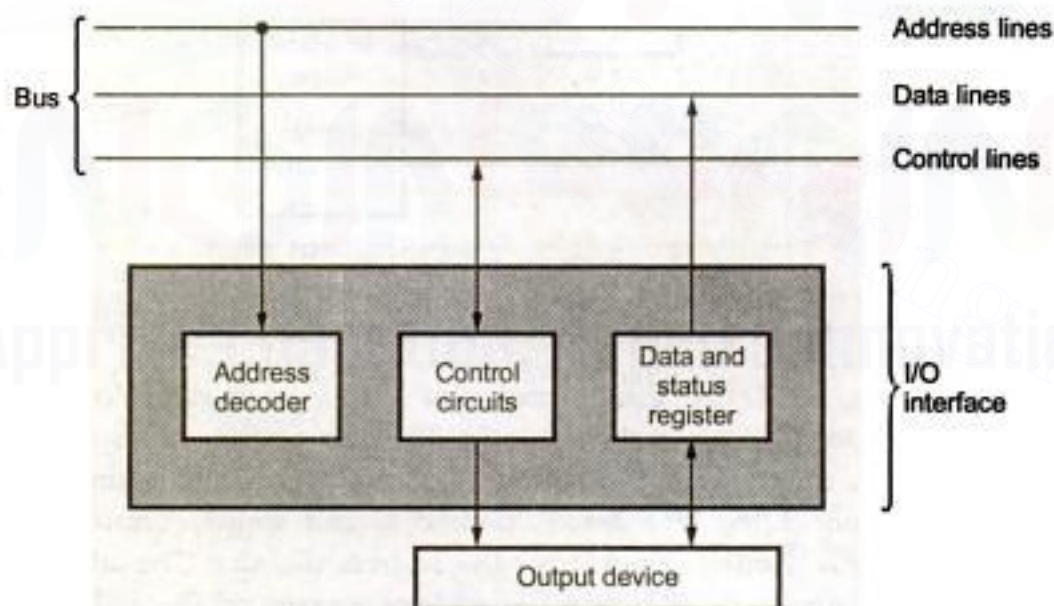 Address lines
Bus
Data lines
Control lines
Address
decoder
Control
circuits
Data and
status
register
I/O
interface
Output device